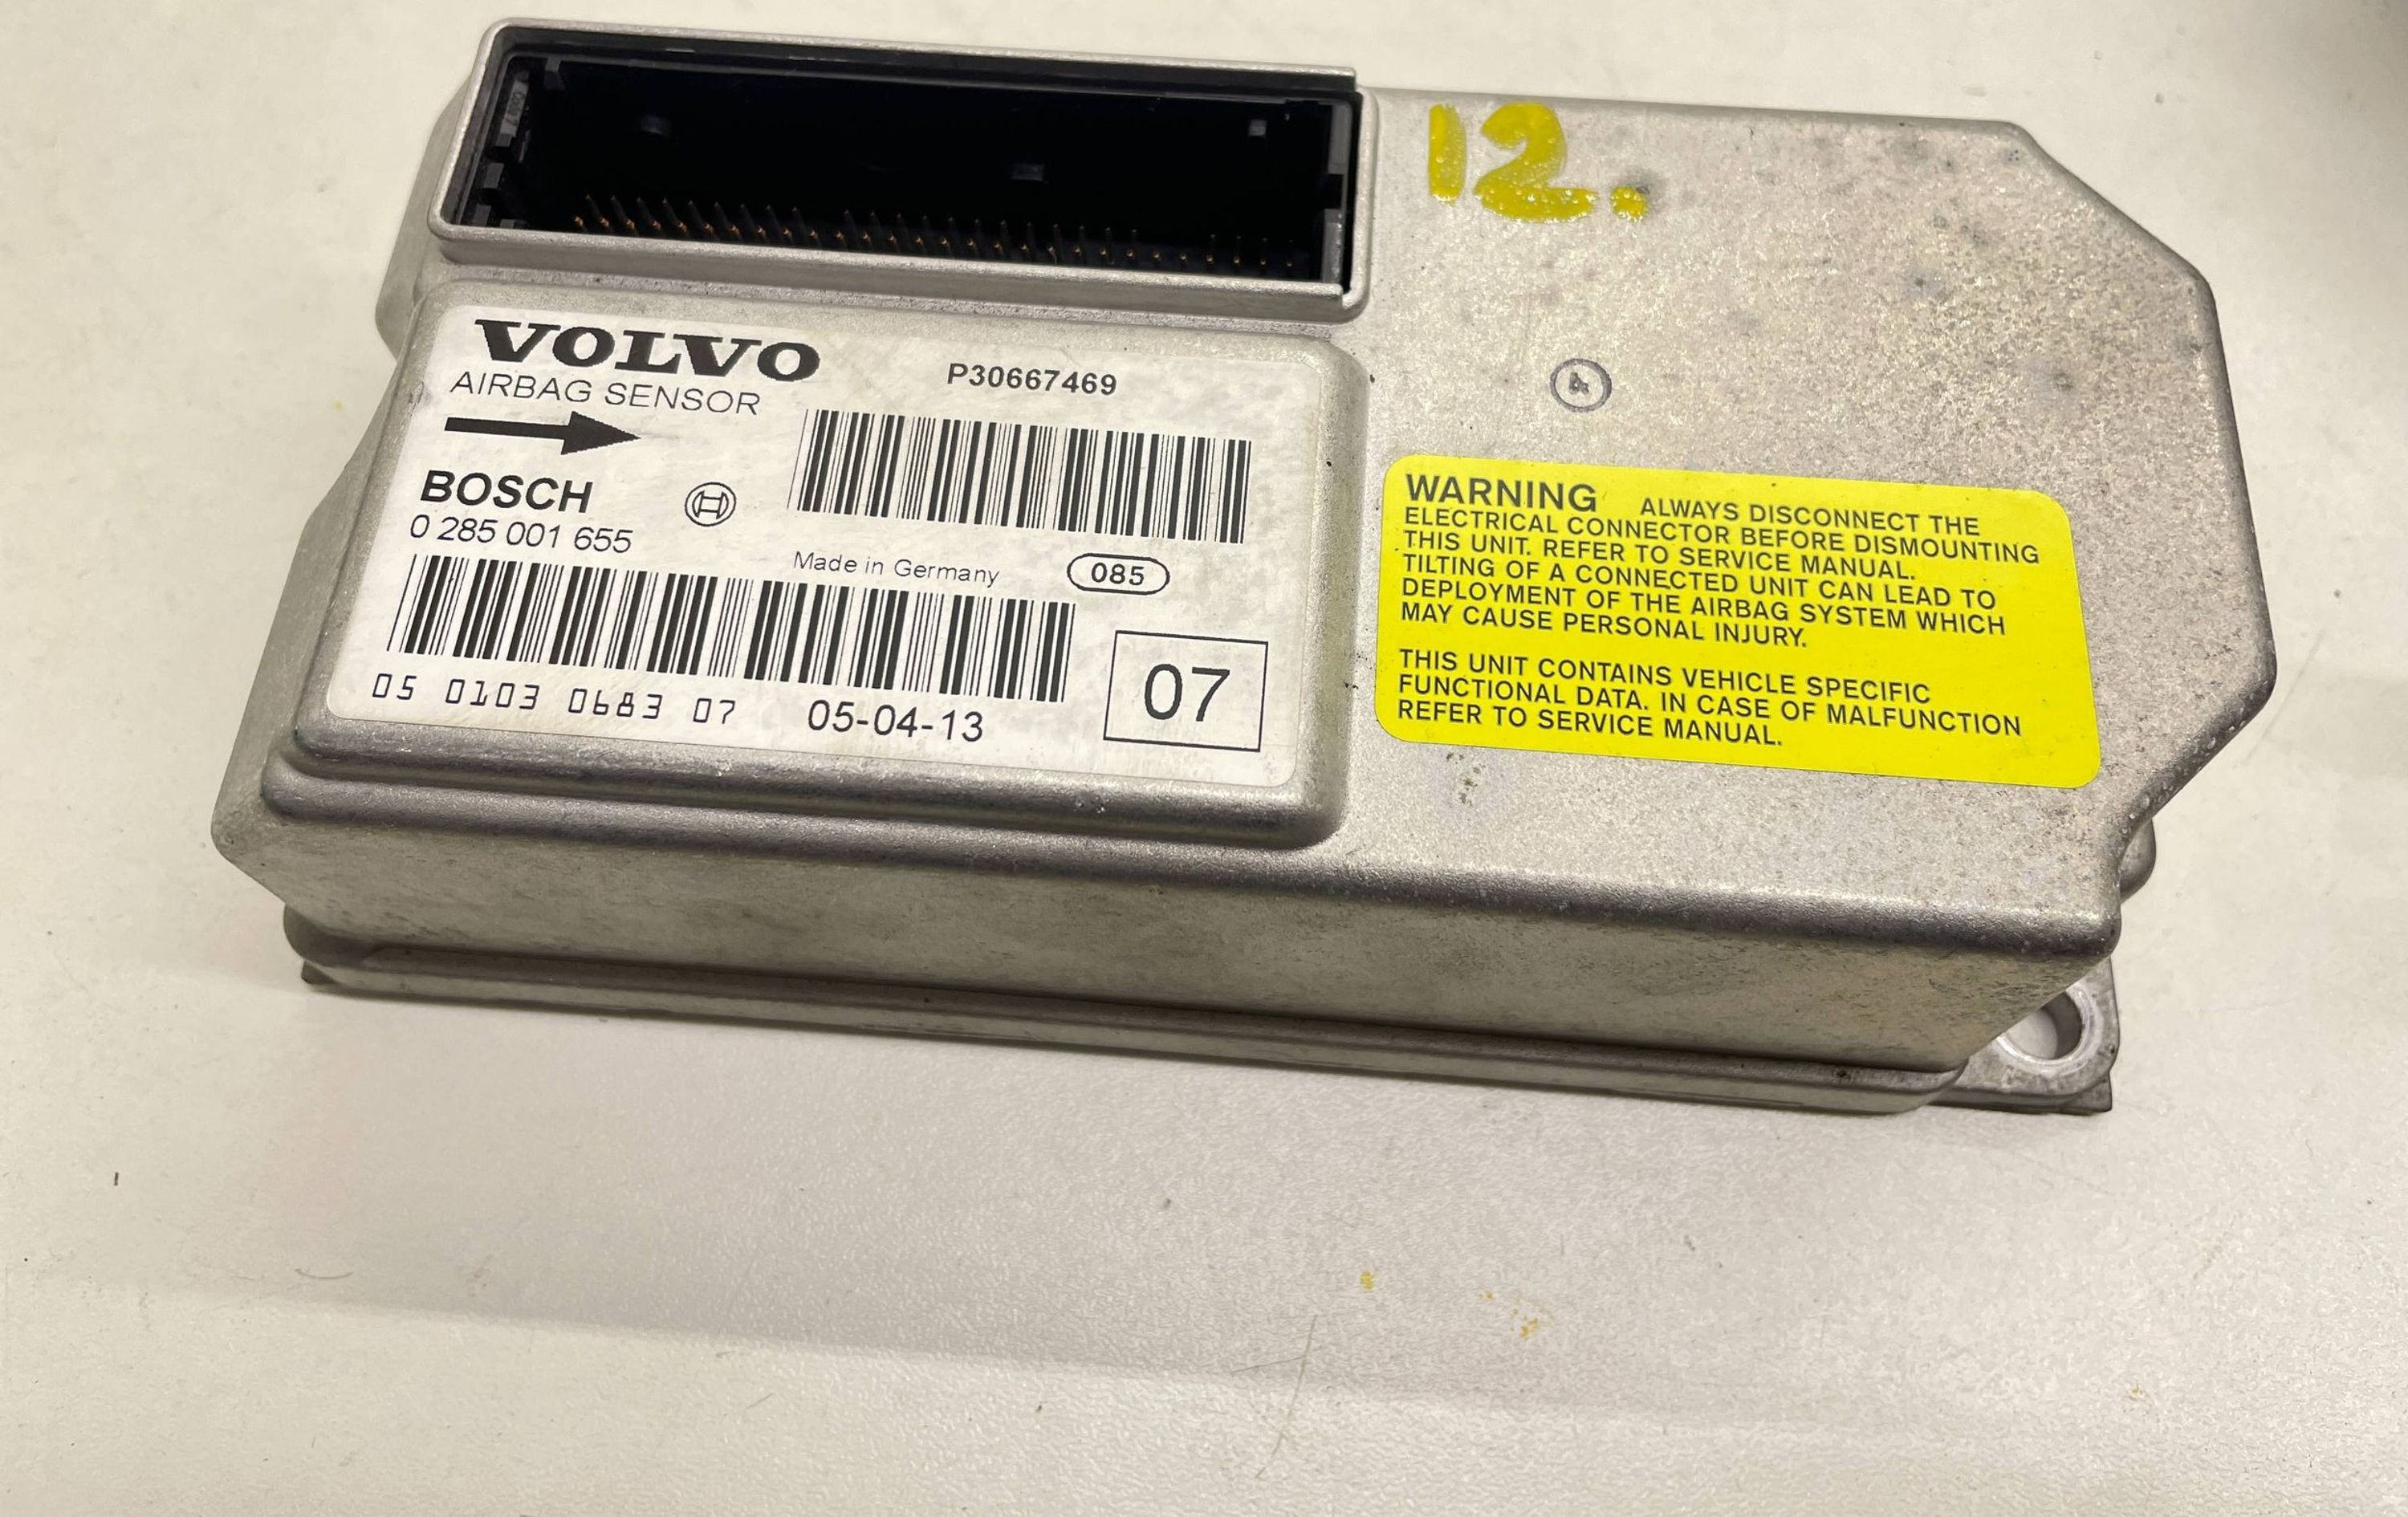 12.
VOLVO
AIRBAG SENSOR
P30667469
BOSCH
0 285 001 655
Made in Germany
085
05 0103 0683 07
05-04-13
07
4
WARNING ALWAYS DISCONNECT THE
ELECTRICAL CONNECTOR BEFORE DISMOUNTING
THIS UNIT. REFER TO SERVICE MANUAL.
TILTING OF A CONNECTED UNIT CAN LEAD TO
DEPLOYMENT OF THE AIRBAG SYSTEM WHICH
MAY CAUSE PERSONAL INJURY.
THIS UNIT CONTAINS VEHICLE SPECIFIC
FUNCTIONAL DATA. IN CASE OF MALFUNCTION
REFER TO SERVICE MANUAL.